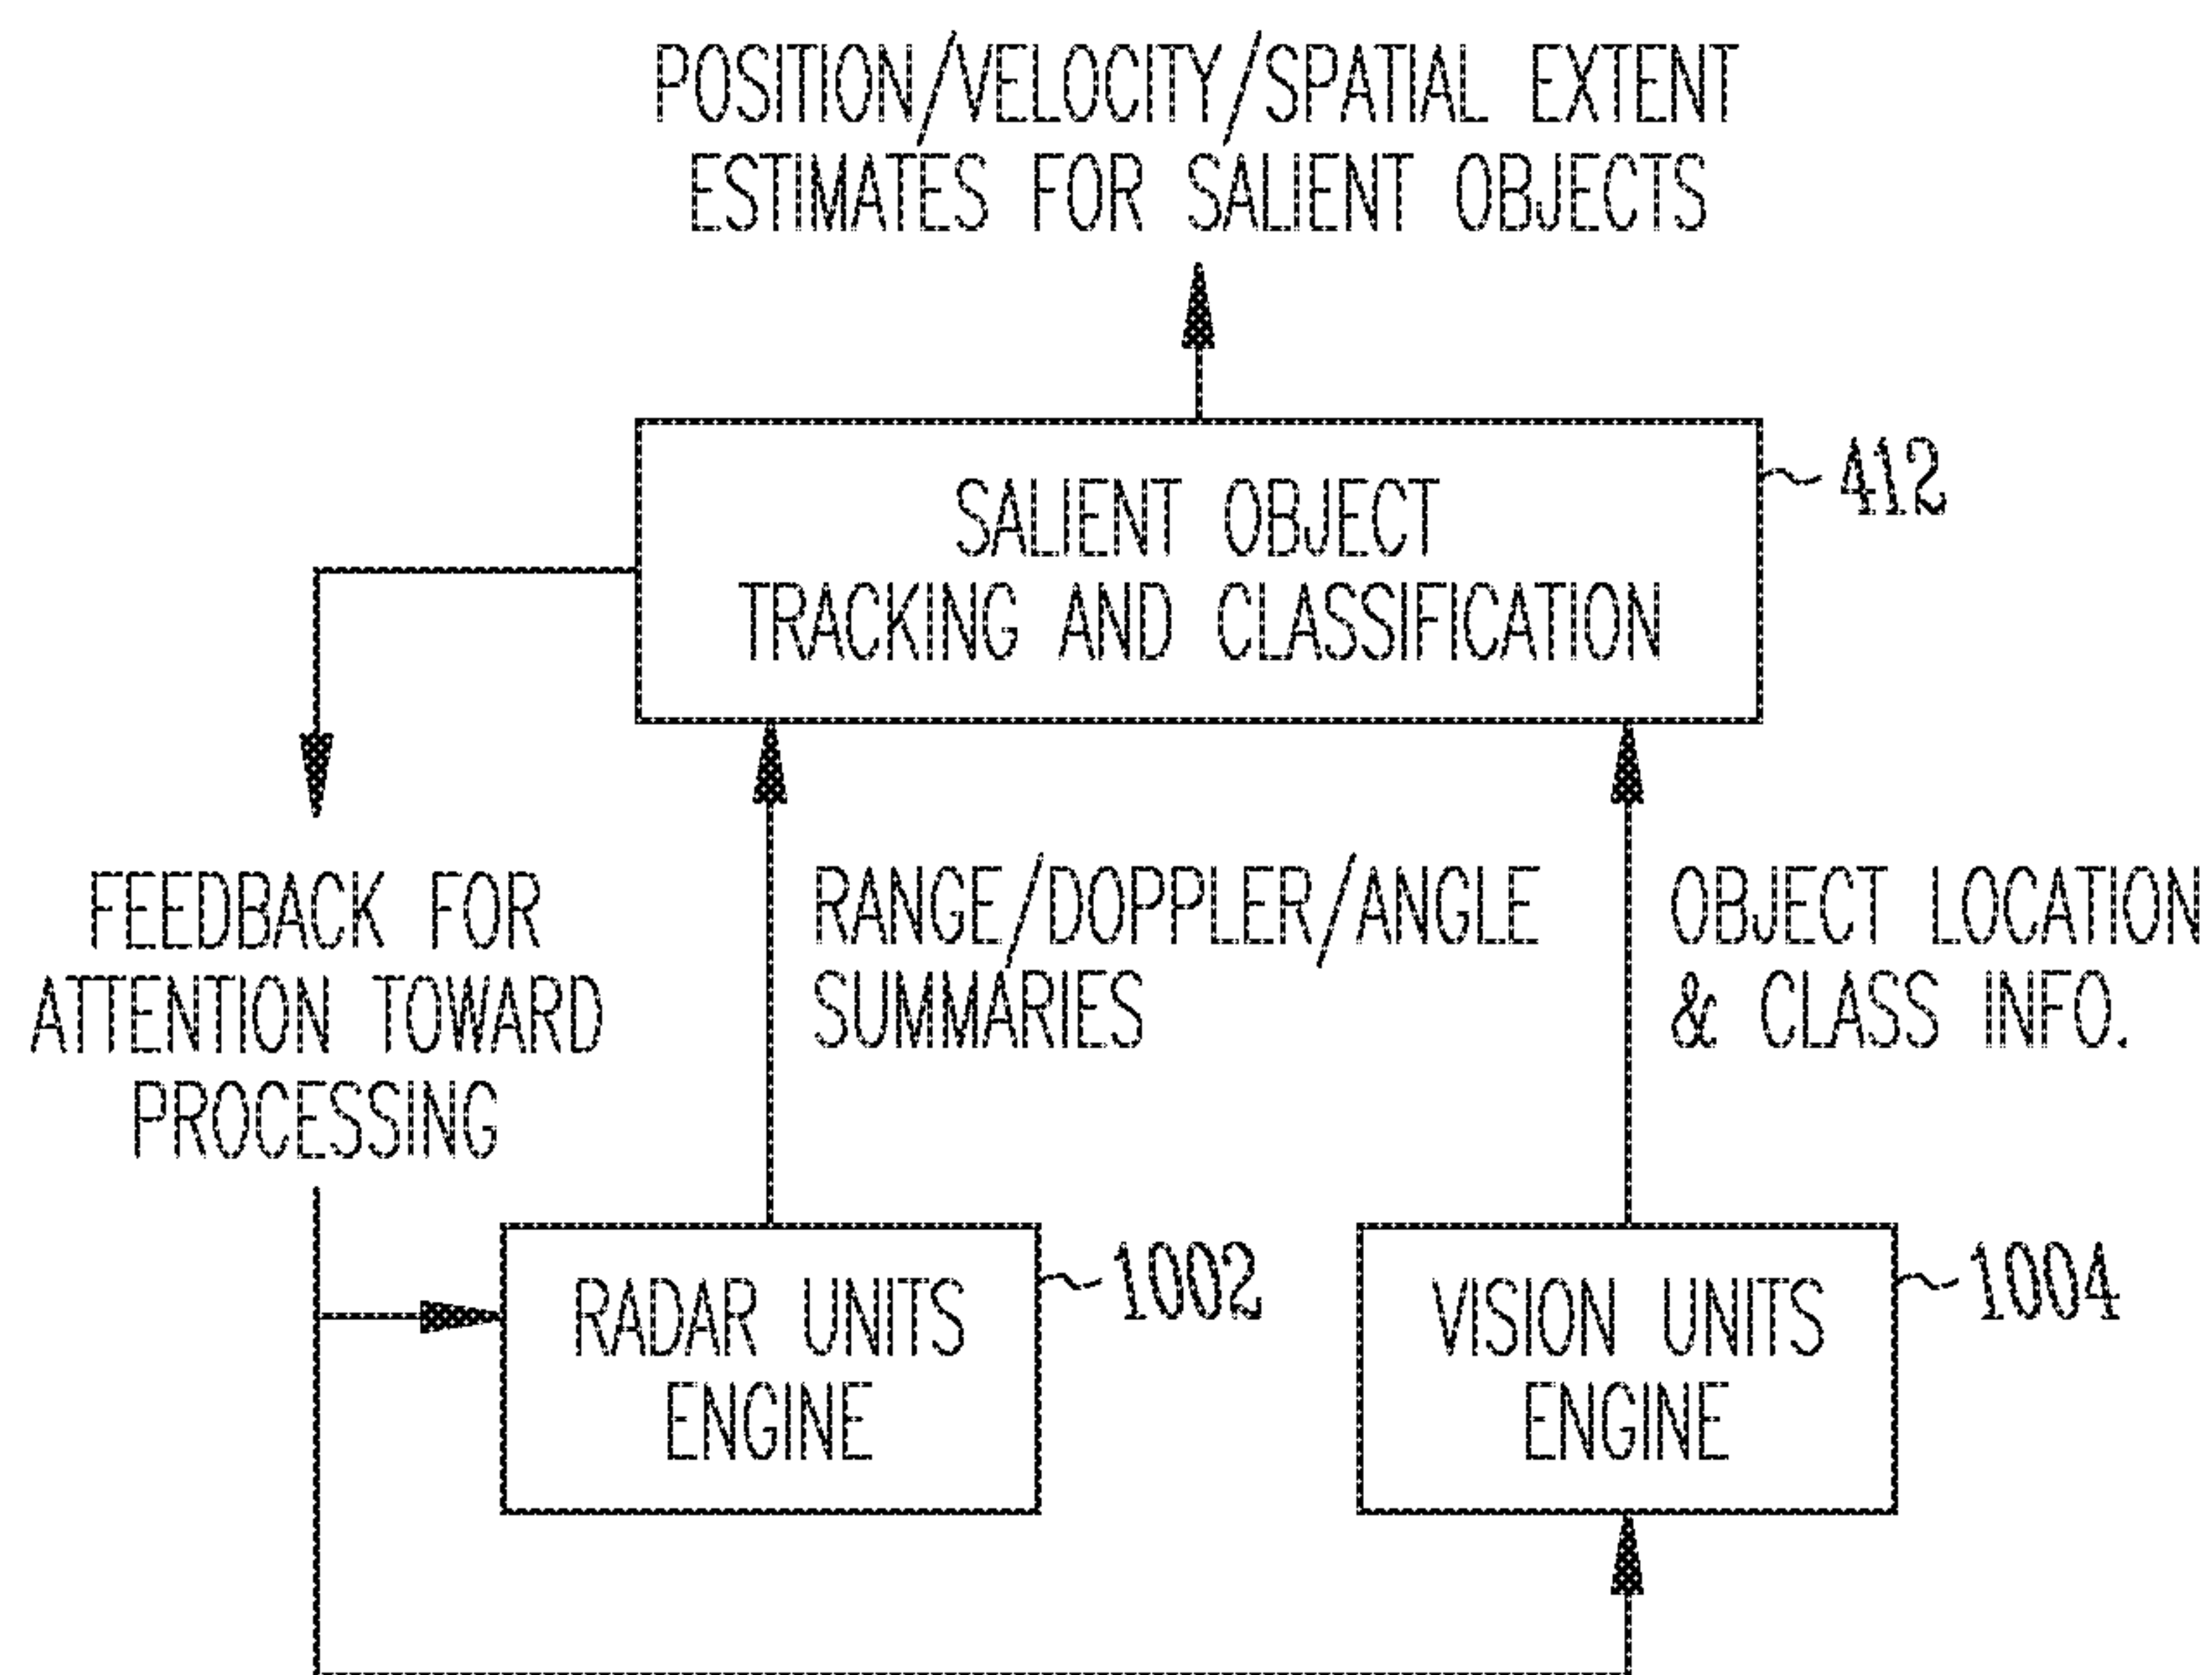 POSITION/VELOCITY/SPATIAL EXTENT
ESTIMATES FOR SALIENT OBJECTS
SALIENT OBJECT
TRACKING AND CLASSIFICATION
412
FEEDBACK FOR
ATTENTION TOWARD
PROCESSING
RANGE/DOPPLER/ANGLE
SUMMARIES
OBJECT LOCATION
& CLASS INFO.
RADAR UNITS
ENGINE
1002
VISION UNITS
ENGINE
1004